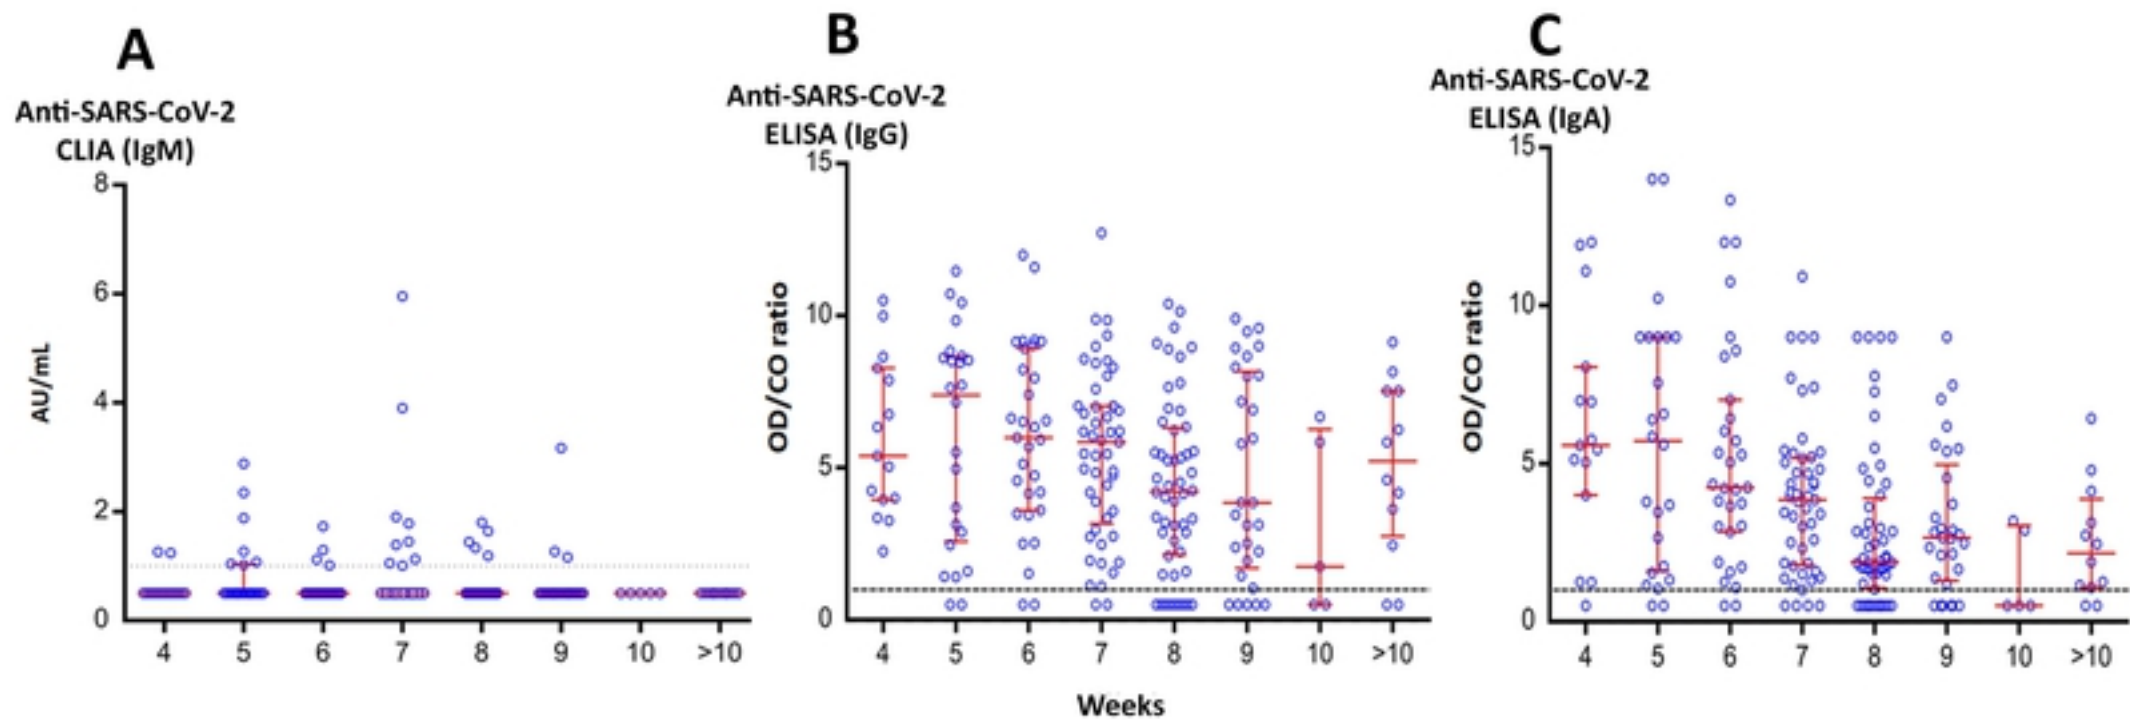 A
Anti-SARS-CoV-2
CLIA (IgM)
8
6
4
2
0
AU/mL
4 5 6 7 8 9 10 >10
B
Anti-SARS-CoV-2
ELISA (IgG)
15
10
5
0
OD/CO ratio
4 5 6 7 8 9 10 >10
Weeks
C
Anti-SARS-CoV-2
ELISA (IgA)
15
10
5
0
OD/CO ratio
4 5 6 7 8 9 10 >10